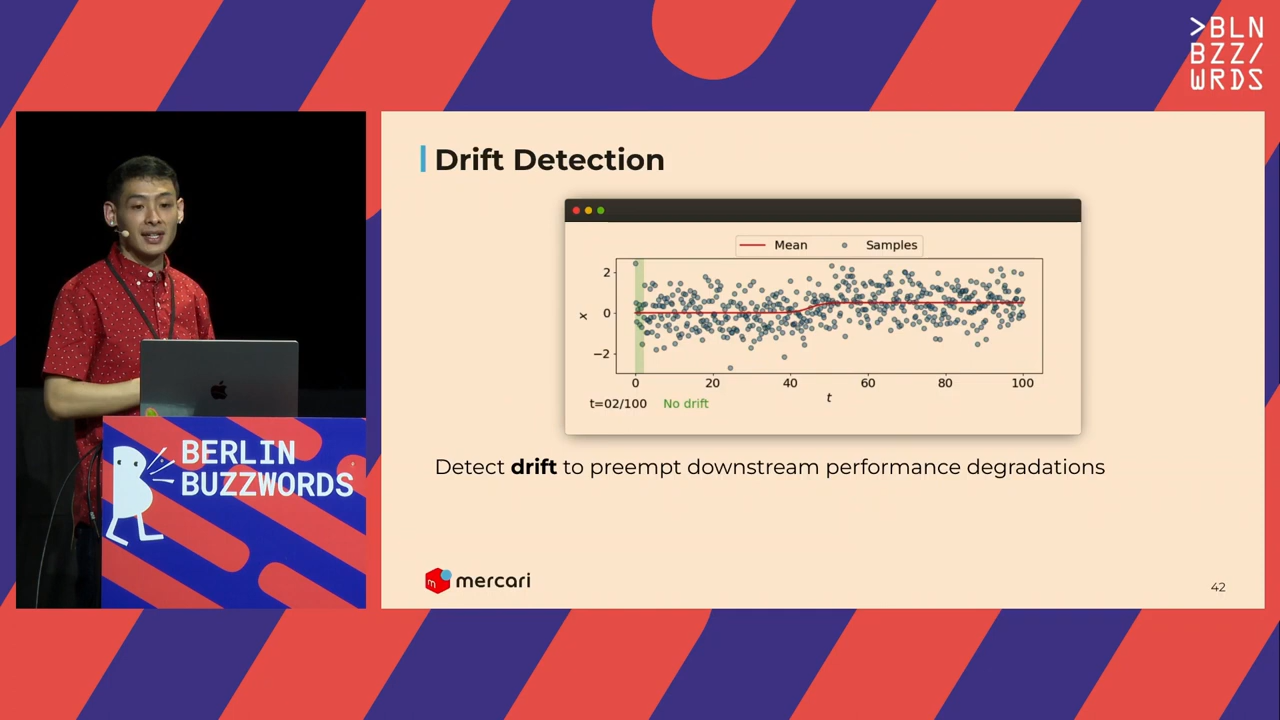 >BLN
BZZ/
WRDS
Drift Detection
Mean
Samples
2
0
−2
x
0
20
40
60
80
100
t
t=02/100 No drift
Detect drift to preempt downstream performance degradations
mercari
42
BERLIN
BUZZWORDS